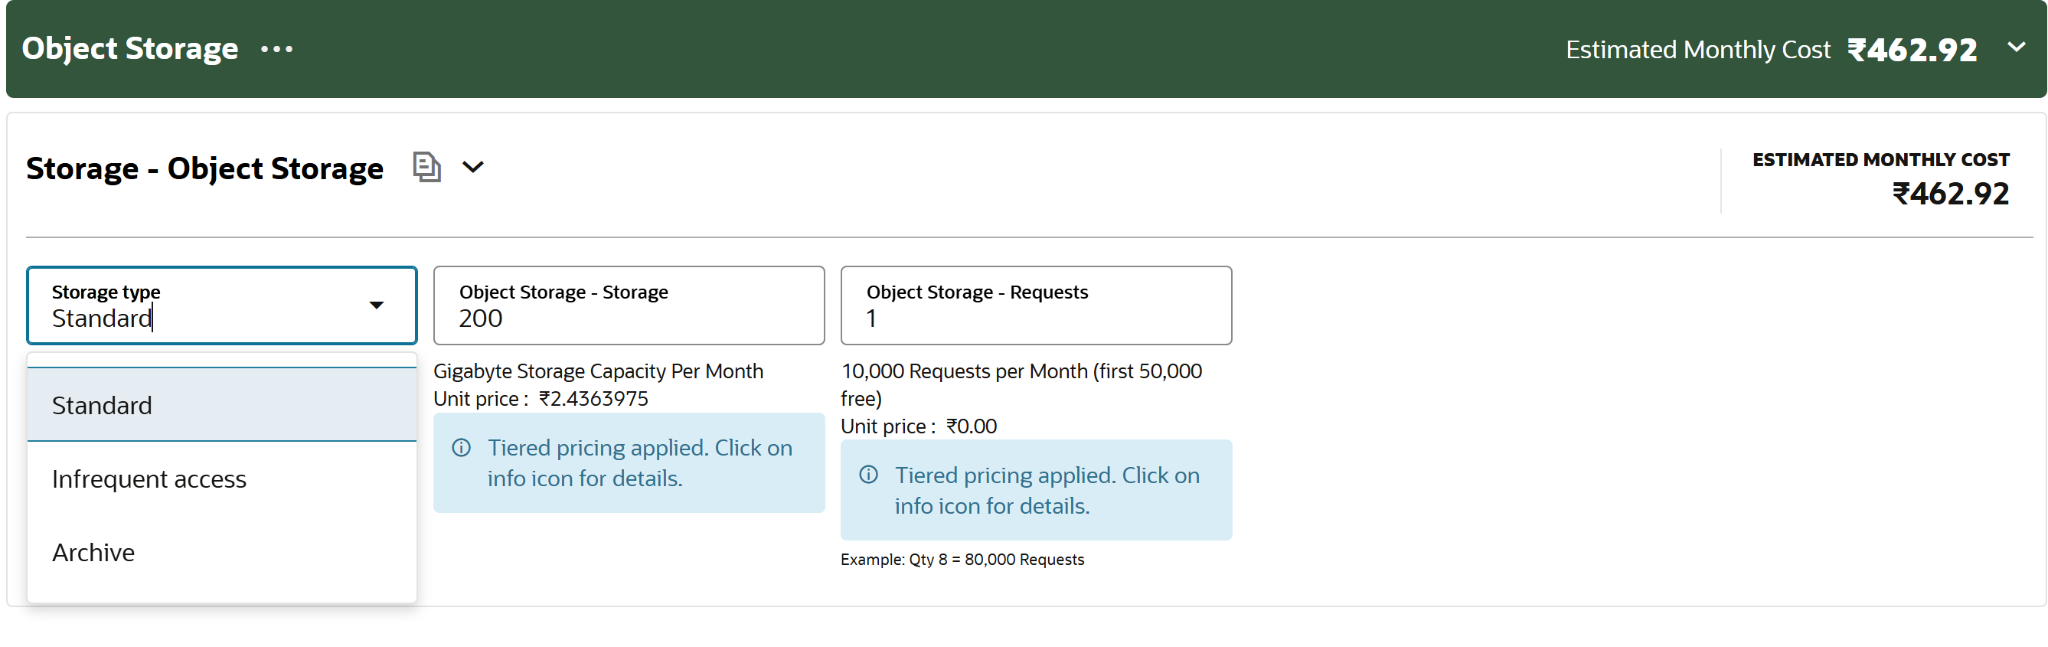 Object Storage ...
Estimated Monthly Cost ₹462.92
Storage - Object Storage
ESTIMATED MONTHLY COST
₹462.92
Storage type
Standard
Standard
Infrequent access
Archive
Object Storage - Storage
200
Gigabyte Storage Capacity Per Month
Unit price : ₹2.4363975
Tiered pricing applied. Click on
info icon for details.
Object Storage - Requests
1
10,000 Requests per Month (first 50,000
free)
Unit price : ₹0.00
Tiered pricing applied. Click on
info icon for details.
Example: Qty 8 = 80,000 Requests